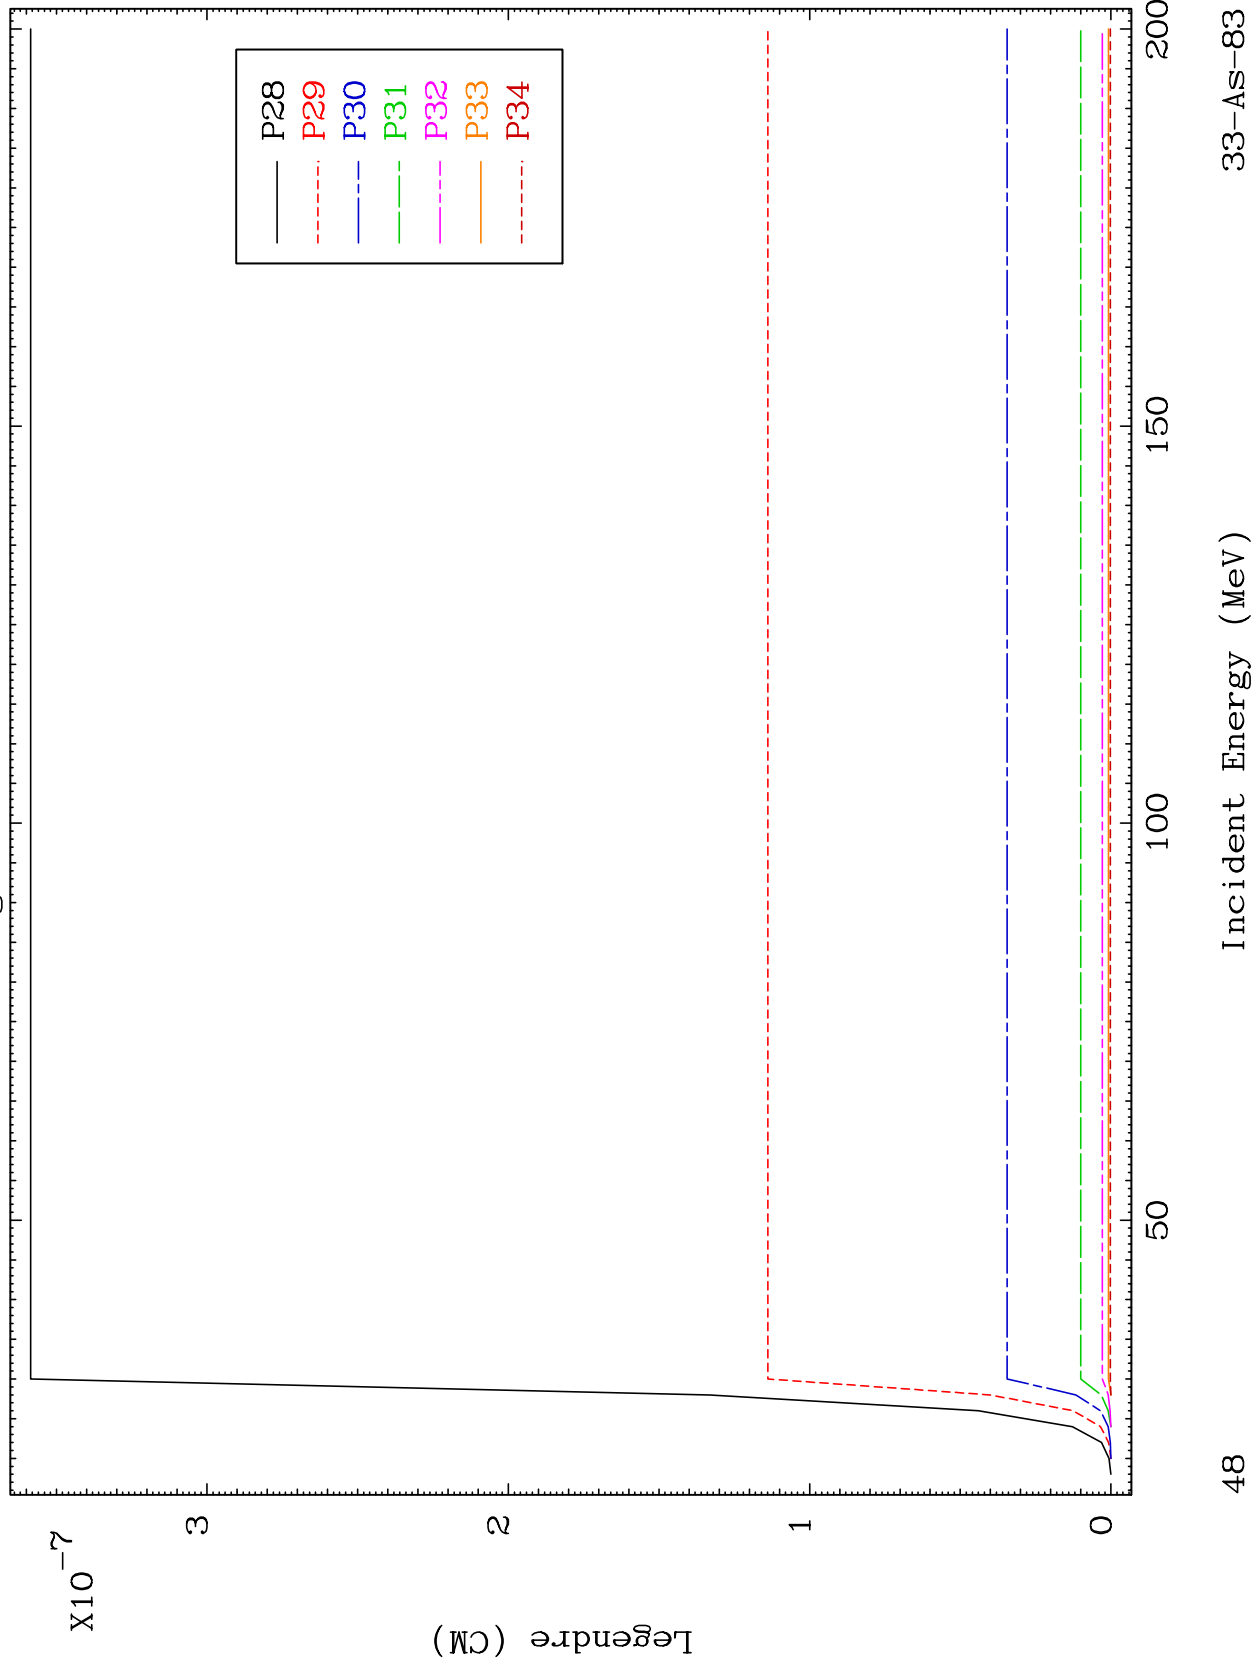 X10-7
Legendre (CM)
3
2
1
0
50
100
150
200
P28
P29
P30
P31
P32
P33
P34
Incident Energy (MeV)
48
33-As-83